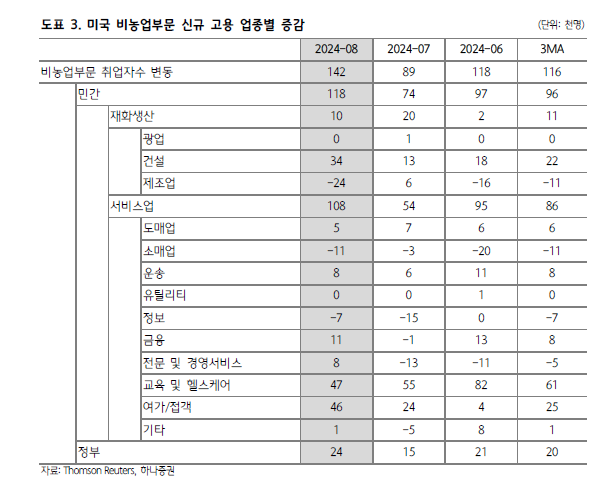 도표 3. 미국 비농업부문 신규 고용 업종별 증감 (단위: 천명)
2024-08 2024-07 2024-06 3MA
비농업부문 취업자수 변동 142 89 118 116
민간 118 74 97 96
재화생산 10 20 2 11
광업 0 1 0 0
건설 34 13 18 22
제조업 -24 6 -16 -11
서비스업 108 54 95 86
도매업 5 7 6 6
소매업 -11 -3 -20 -11
운송 8 6 11 8
유틸리티 0 0 1 0
정보 -7 -15 0 -7
금융 11 -1 13 8
전문 및 경영서비스 8 -13 -11 -5
교육 및 헬스케어 47 55 82 61
여가/접객 46 24 4 25
기타 1 -5 8 1
정부 24 15 21 20
자료: Thomson Reuters, 하나증권